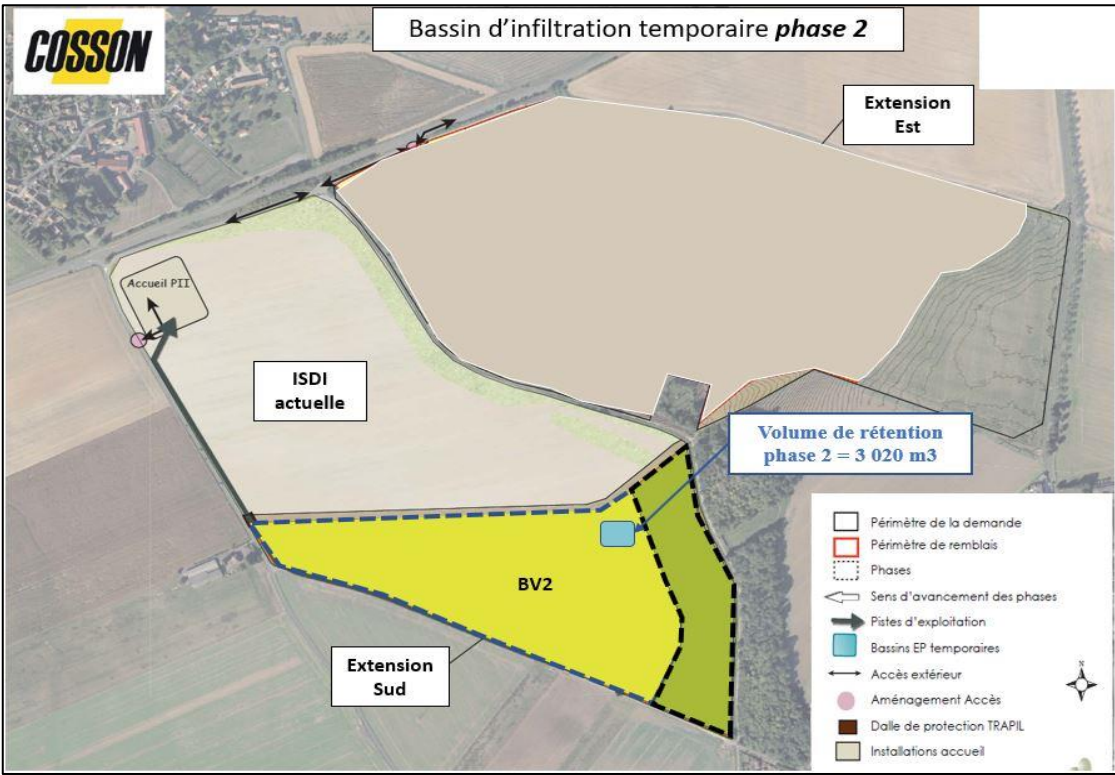 COSSON
Bassin d'infiltration temporaire phase 2
Extension
Est
Accueil PII
ISDI
actuelle
Volume de rétention
phase 2 = 3 020 m3
BV2
Extension
Sud
Périmètre de la demande
Périmètre de remblais
Phases
Sens d'avancement des phases
Pistes d'exploitation
Bassins EP temporaires
Accès extérieur
Aménagement Accès
Dalle de protection TRAPIL
Installations accueil
N